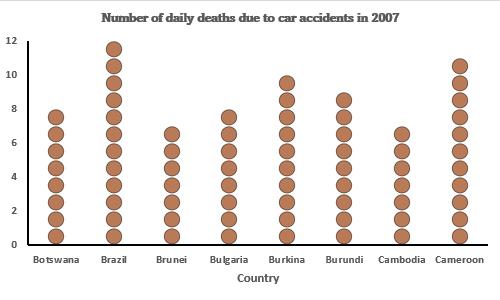 Number of daily deaths due to car accidents in 2007
12
10
8
6
4
2
0
Botswana Brazil Brunei Bulgaria Burkina Burundi Cambodia Cameroon
Country